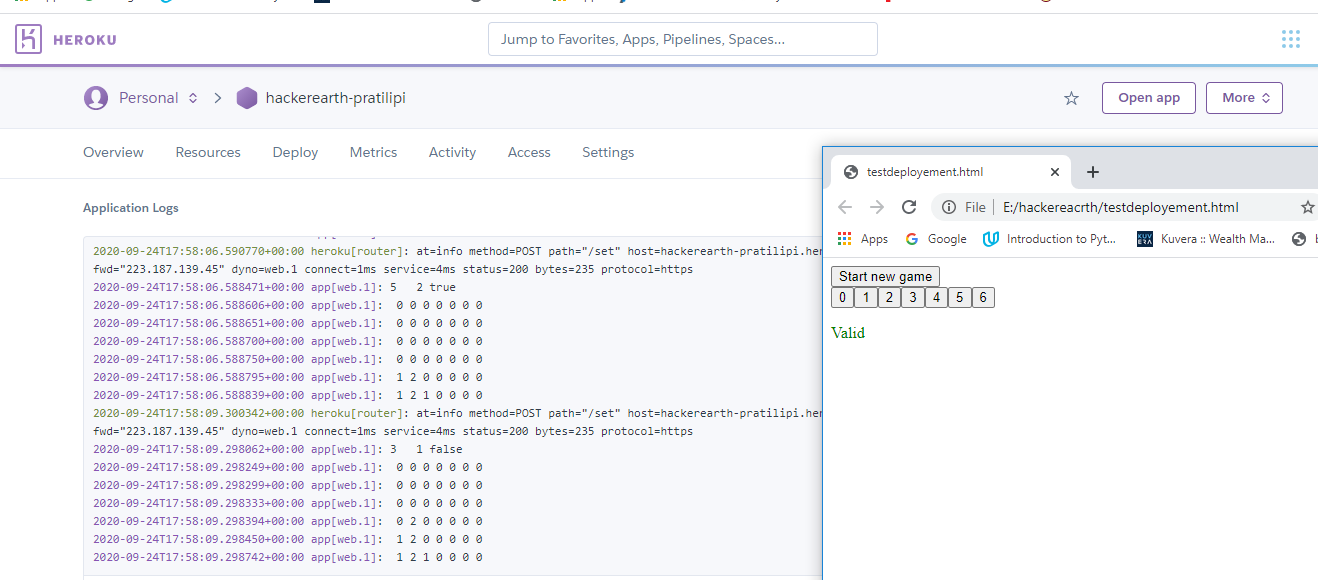 HEROKU
Jump to Favorites, Apps, Pipelines, Spaces...
Personal
hackerearth-pratilipi
Open app
More
Overview
Resources
Deploy
Metrics
Activity
Access
Settings
Application Logs
2020-09-24T17:58:06.590770+00:00 heroku[router]: at=info method=POST path="/set" host=hackerearth-pratilipi.her
fwd="223.187.139.45" dyno=web.1 connect=1ms service=4ms status=200 bytes=235 protocol=https
2020-09-24T17:58:06.588471+00:00 app[web.1]: 5 2 true
2020-09-24T17:58:06.588606+00:00 app[web.1]: 0 0 0 0 0 0 0
2020-09-24T17:58:06.588651+00:00 app[web.1]: 0 0 0 0 0 0 0
2020-09-24T17:58:06.588700+00:00 app[web.1]: 0 0 0 0 0 0 0
2020-09-24T17:58:06.588750+00:00 app[web.1]: 0 0 0 0 0 0 0
2020-09-24T17:58:06.588795+00:00 app[web.1]: 1 2 0 0 0 0 0
2020-09-24T17:58:06.588839+00:00 app[web.1]: 1 2 1 0 0 0 0
2020-09-24T17:58:09.300342+00:00 heroku[router]: at=info method=POST path="/set" host=hackerearth-pratilipi.her
fwd="223.187.139.45" dyno=web.1 connect=1ms service=4ms status=200 bytes=235 protocol=https
2020-09-24T17:58:09.298062+00:00 app[web.1]: 3 1 false
2020-09-24T17:58:09.298249+00:00 app[web.1]: 0 0 0 0 0 0 0
2020-09-24T17:58:09.298299+00:00 app[web.1]: 0 0 0 0 0 0 0
2020-09-24T17:58:09.298333+00:00 app[web.1]: 0 0 0 0 0 0 0
2020-09-24T17:58:09.298394+00:00 app[web.1]: 0 2 0 0 0 0 0
2020-09-24T17:58:09.298450+00:00 app[web.1]: 1 2 0 0 0 0 0
2020-09-24T17:58:09.298742+00:00 app[web.1]: 1 2 1 0 0 0 0
testdeployement.html
File
E:/hackereacrth/testdeployement.html
Apps
Google
Introduction to Pyt...
KUVERA
Kuvera :: Wealth Ma...
Start new game
0 1 2 3 4 5 6
Valid